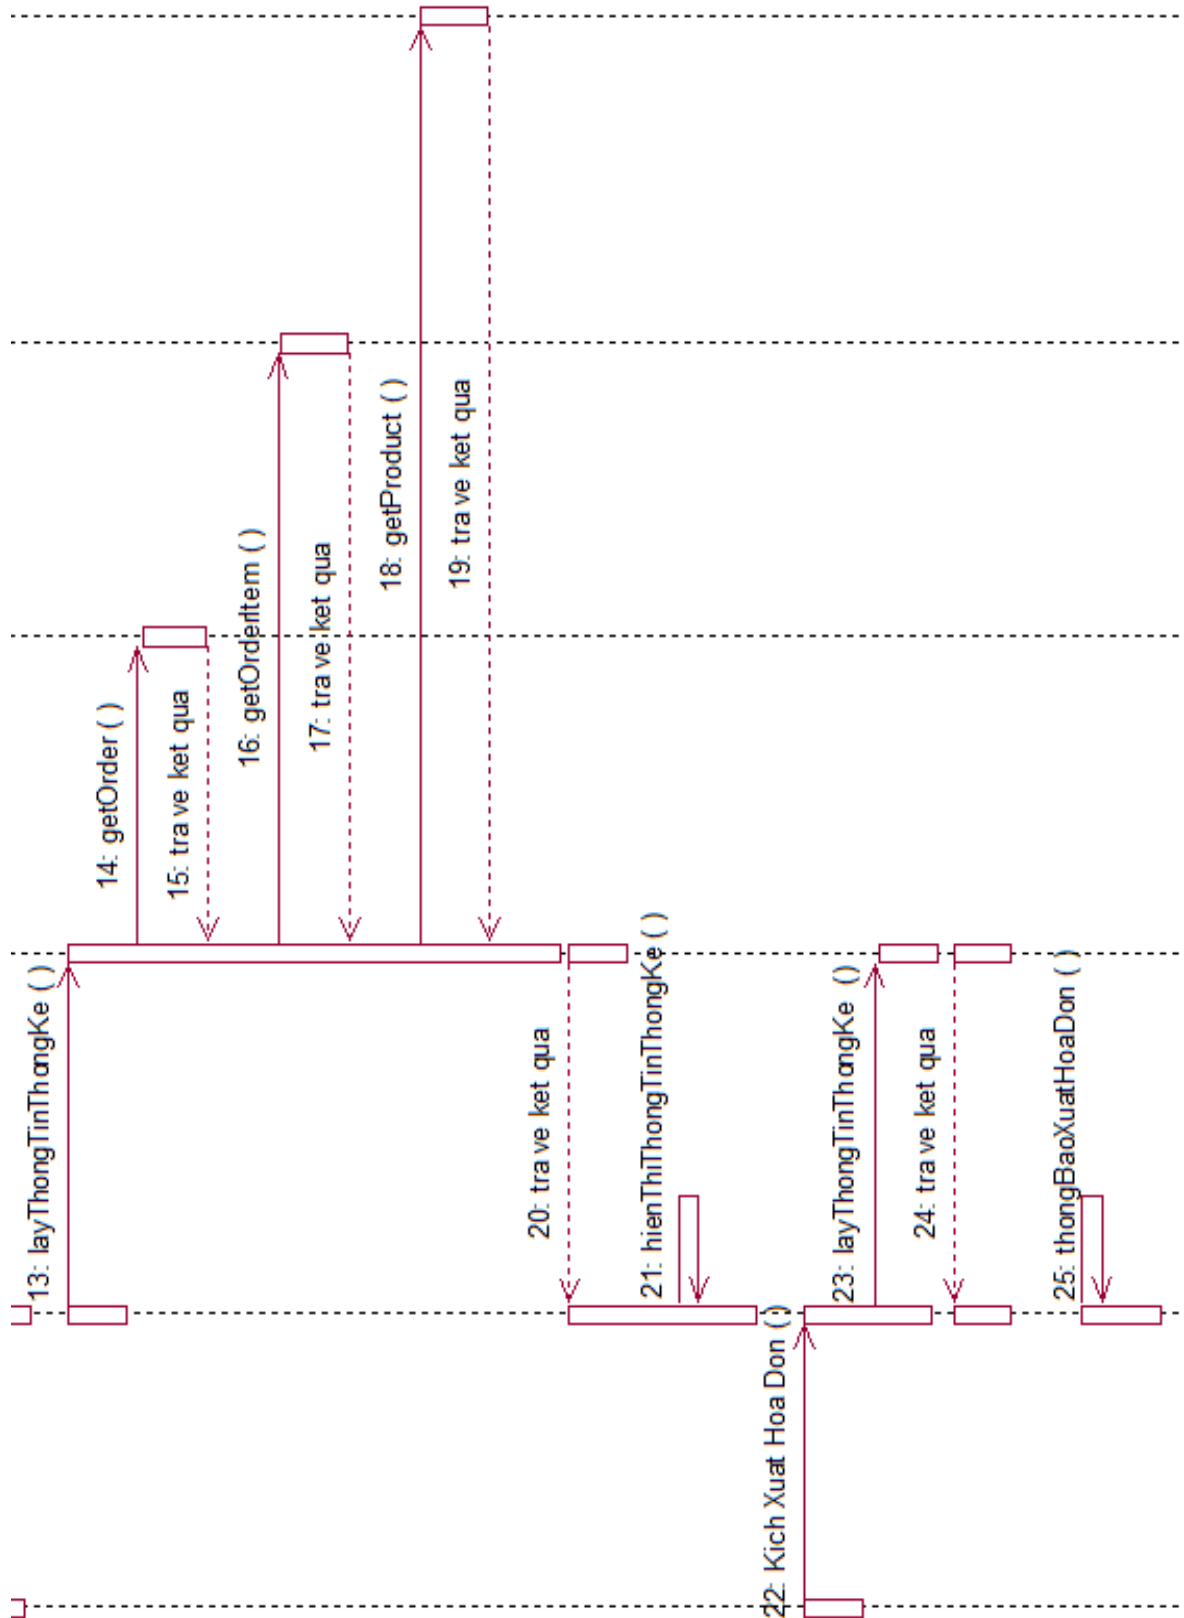 13: layThongTinThongKe ( )
14: getOrder ( )
15: tra ve ket qua
16: getOrderItem ( )
17: tra ve ket qua
18: getProduct ( )
19: tra ve ket qua
20: tra ve ket qua
21: hienThiThongTinThongKe ( )
22: Kich Xuat Hoa Don ( )
23: layThongTinThongKe ( )
24: tra ve ket qua
25: thongBaoXuatHoaDon ( )